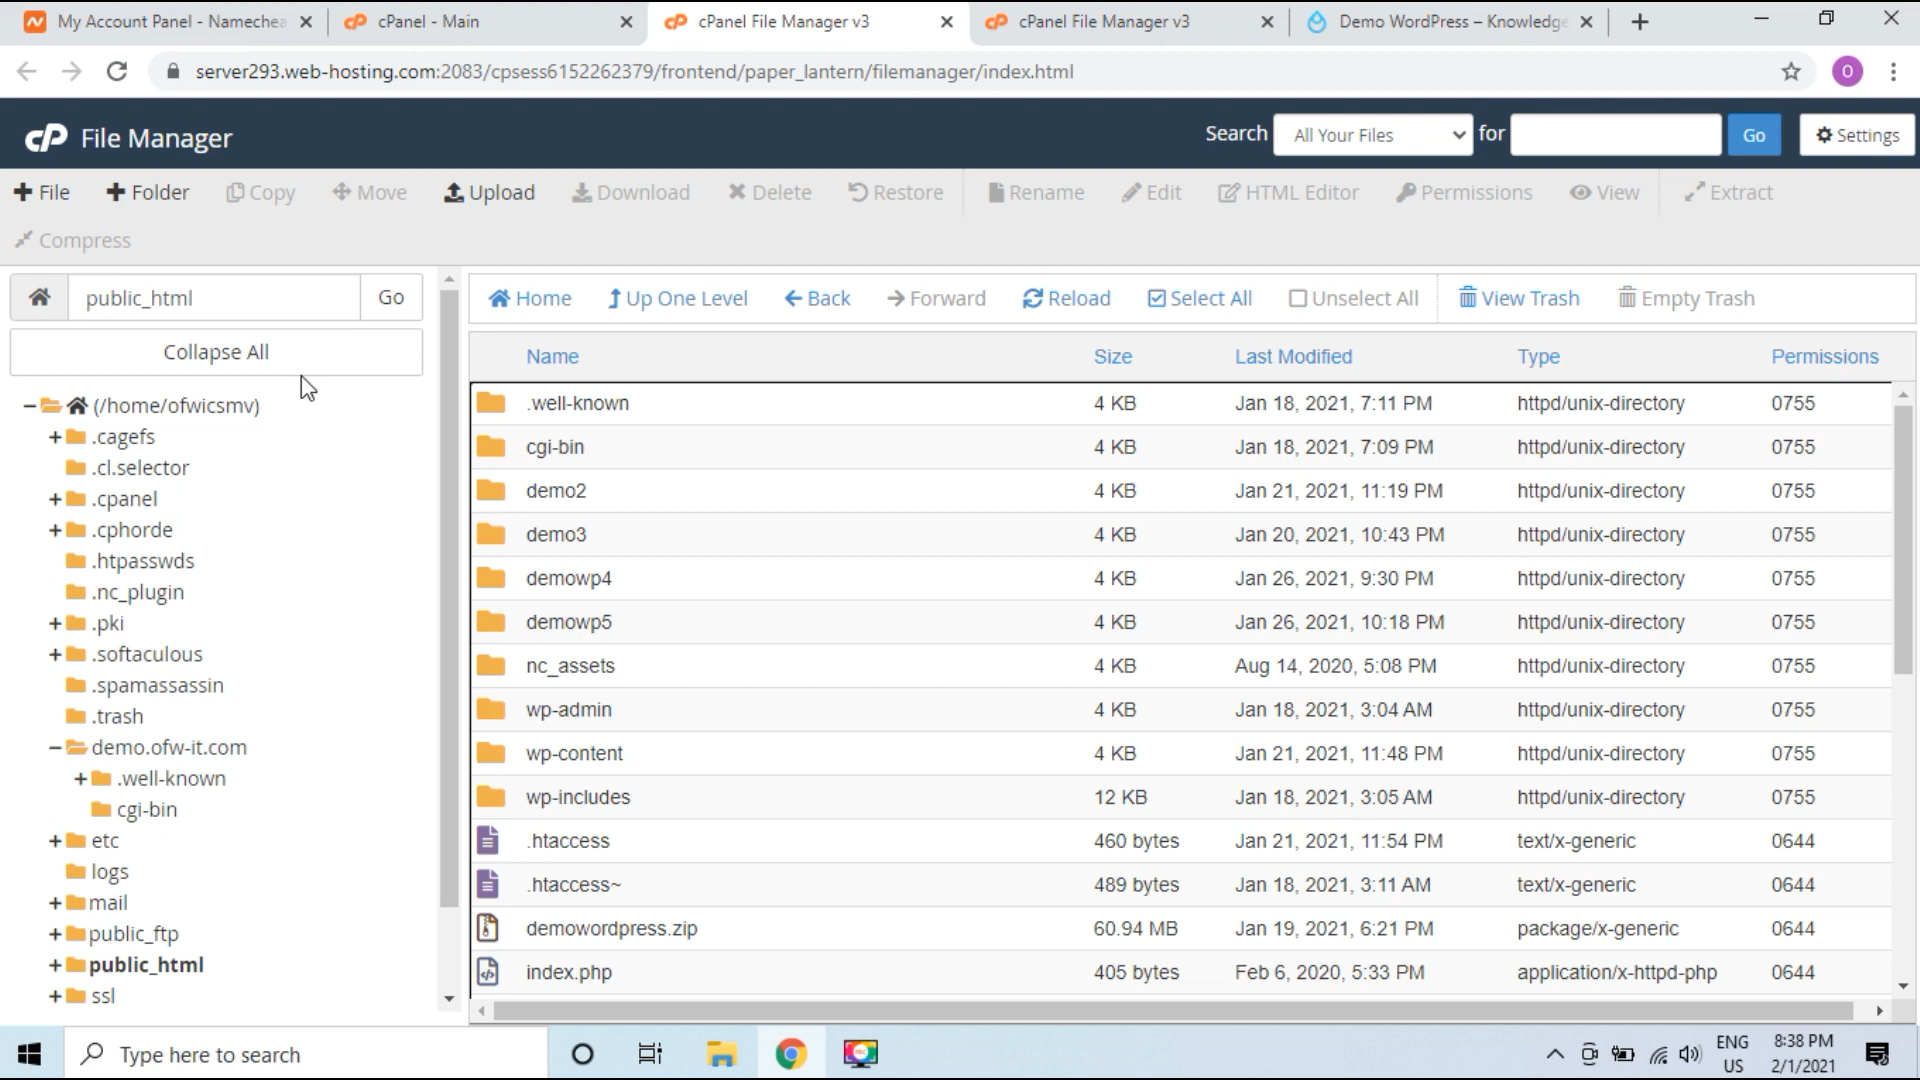 My Account Panel - Namechea
cPanel - Main
cPanel File Manager v3
cPanel File Manager v3
Demo WordPress – Knowledge
server293.web-hosting.com:2083/cpsess6152262379/frontend/paper_lantern/filemanager/index.html
O
cP File Manager
Search All Your Files for Go Settings
File Folder Copy Move Upload Download Delete Restore Rename Edit HTML Editor Permissions View Extract
Compress
public_html Go
Home Up One Level Back Forward Reload Select All Unselect All View Trash Empty Trash
Collapse All
(/home/ofwicsmv)
.cagefs
.cl.selector
.cpanel
.cphorde
.htpasswds
.nc_plugin
.pki
.softaculous
.spamassassin
.trash
demo.ofw-it.com
.well-known
cgi-bin
etc
logs
mail
public_ftp
public_html
ssl
Name Size Last Modified Type Permissions
.well-known 4 KB Jan 18, 2021, 7:11 PM httpd/unix-directory 0755
cgi-bin 4 KB Jan 18, 2021, 7:09 PM httpd/unix-directory 0755
demo2 4 KB Jan 21, 2021, 11:19 PM httpd/unix-directory 0755
demo3 4 KB Jan 20, 2021, 10:43 PM httpd/unix-directory 0755
demowp4 4 KB Jan 26, 2021, 9:30 PM httpd/unix-directory 0755
demowp5 4 KB Jan 26, 2021, 10:18 PM httpd/unix-directory 0755
nc_assets 4 KB Aug 14, 2020, 5:08 PM httpd/unix-directory 0755
wp-admin 4 KB Jan 18, 2021, 3:04 AM httpd/unix-directory 0755
wp-content 4 KB Jan 21, 2021, 11:48 PM httpd/unix-directory 0755
wp-includes 12 KB Jan 18, 2021, 3:05 AM httpd/unix-directory 0755
.htaccess 460 bytes Jan 21, 2021, 11:54 PM text/x-generic 0644
.htaccess~ 489 bytes Jan 18, 2021, 3:11 AM text/x-generic 0644
demowordpress.zip 60.94 MB Jan 19, 2021, 6:21 PM package/x-generic 0644
index.php 405 bytes Feb 6, 2020, 5:33 PM application/x-httpd-php 0644
Type here to search
ENG
US
8:38 PM
2/1/2021